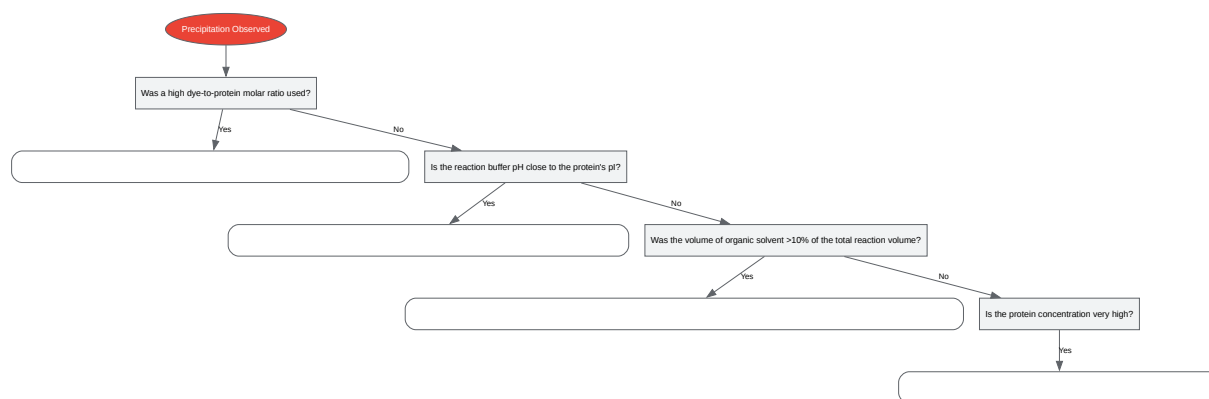 Precipitation Observed
Was a high dye-to-protein molar ratio used?
Yes
No
Is the reaction buffer pH close to the protein's pI?
Yes
No
Was the volume of organic solvent >10% of the total reaction volume?
Yes
No
Is the protein concentration very high?
Yes